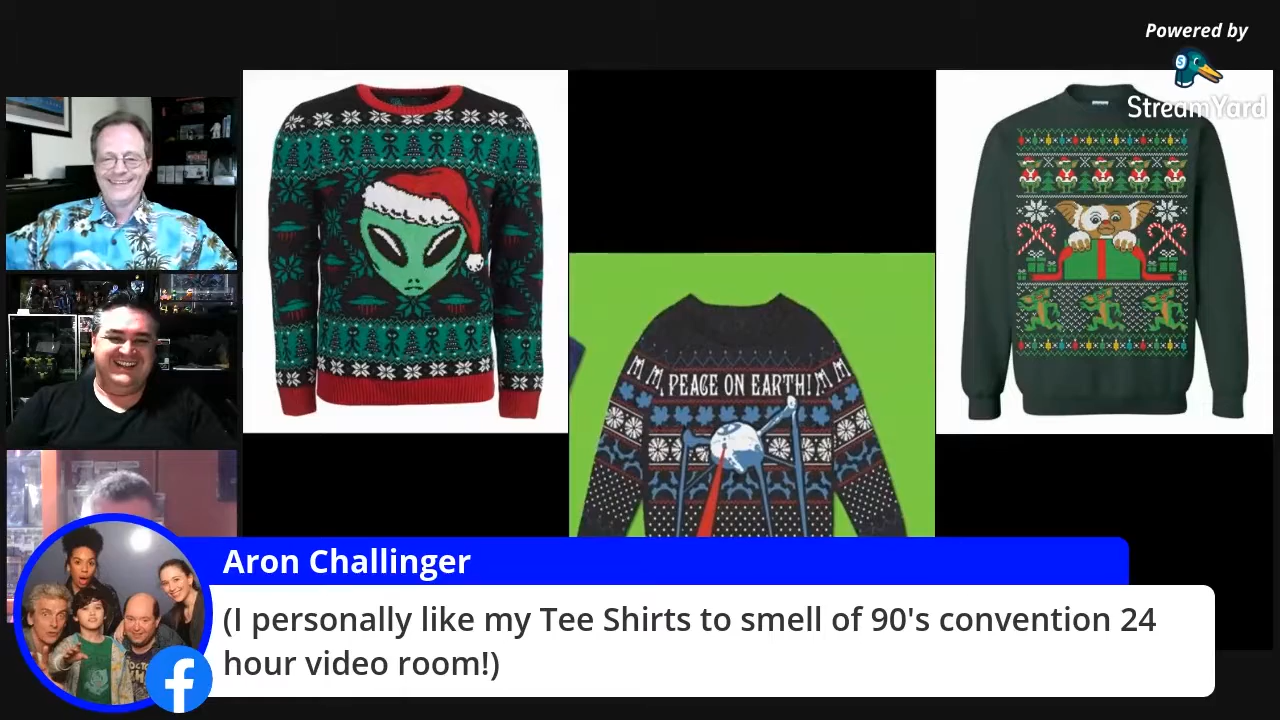 Powered by
StreamYard
PEACE ON EARTH!
Aron Challinger
(I personally like my Tee Shirts to smell of 90's convention 24
hour video room!)